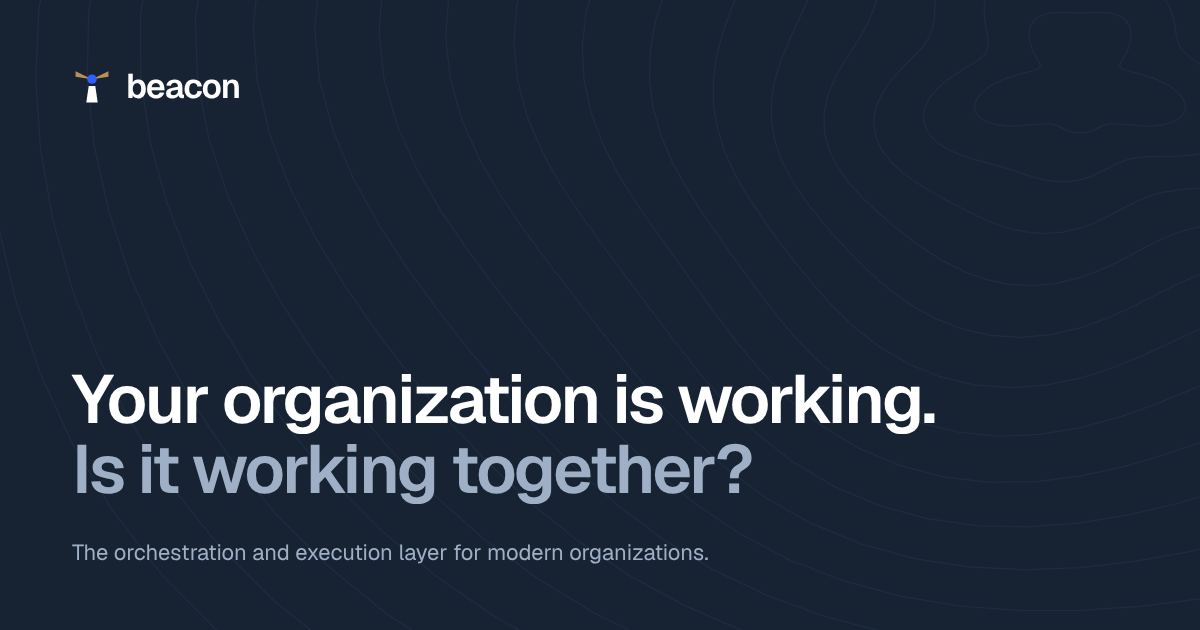 beacon
Your organization is working.
Is it working together?
The orchestration and execution layer for modern organizations.